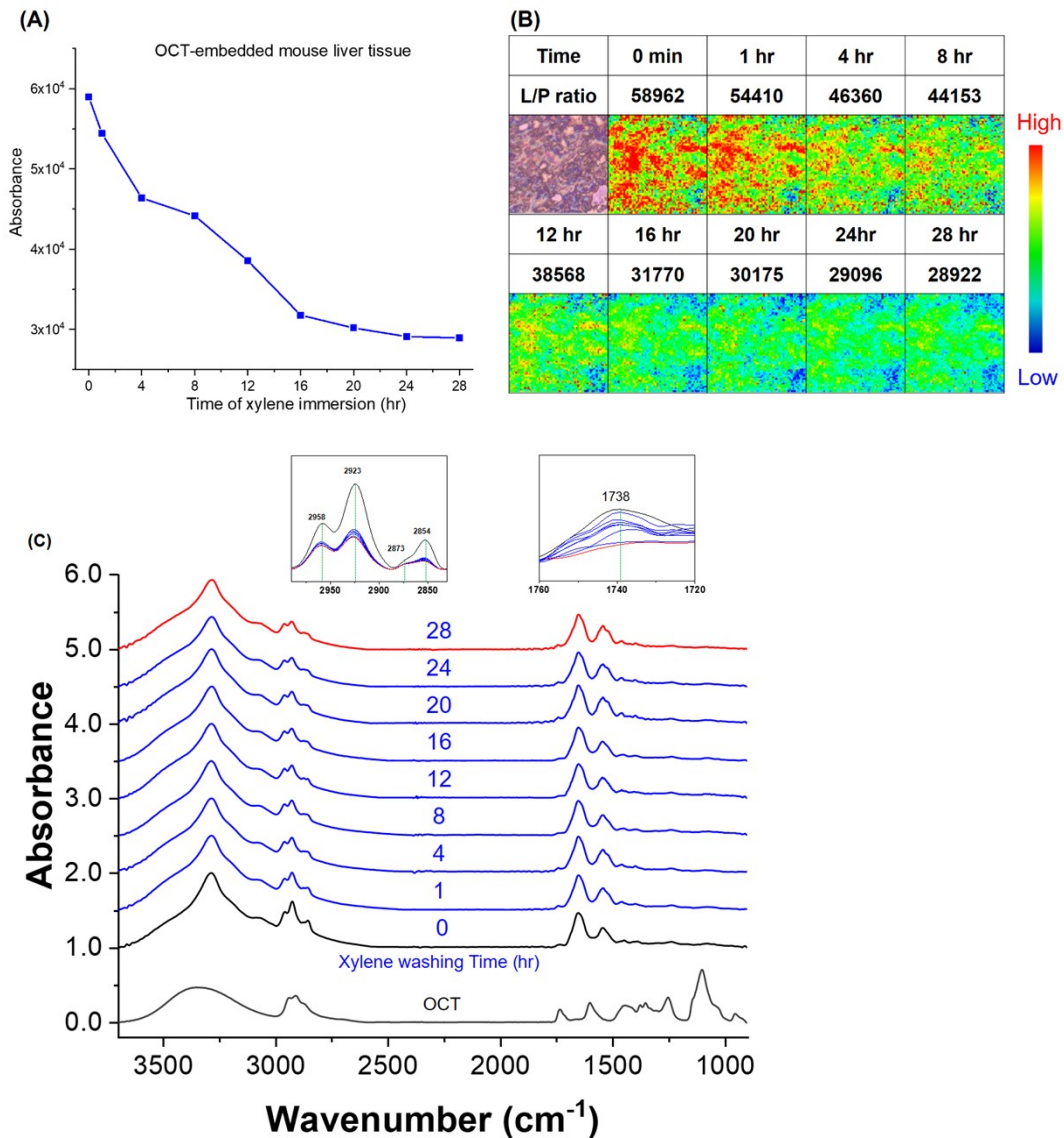 (A)
OCT-embedded mouse liver tissue
Absorbance
6x10⁴
5x10⁴
4x10⁴
3x10⁴
0 4 8 12 16 20 24 28
Time of xylene immersion (hr)
(B)
Time 0 min 1 hr 4 hr 8 hr
L/P ratio 58962 54410 46360 44153
12 hr 16 hr 20 hr 24hr 28 hr
38568 31770 30175 29096 28922
High
Low
(C)
2958 2923 2873 2854
2950 2900 2850
1738
1760 1740 1720
Absorbance
6.0
5.0
4.0
3.0
2.0
1.0
0.0
28
24
20
16
12
8
4
1
0
Xylene washing Time (hr)
OCT
3500 3000 2500 2000 1500 1000
Wavenumber (cm⁻¹)